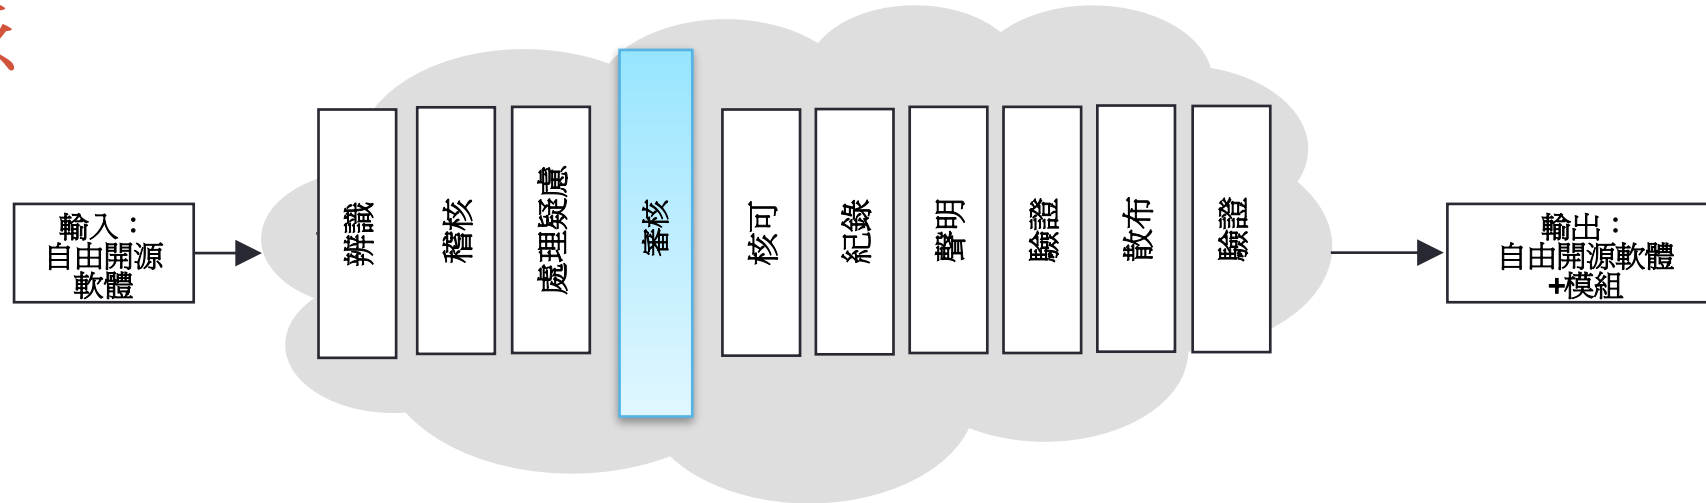 輸入：
自由開源
軟體
辨識
稽核
處理疑慮
審核
核可
紀錄
聲明
驗證
散布
驗證
輸出：
自由開源軟體
+模組